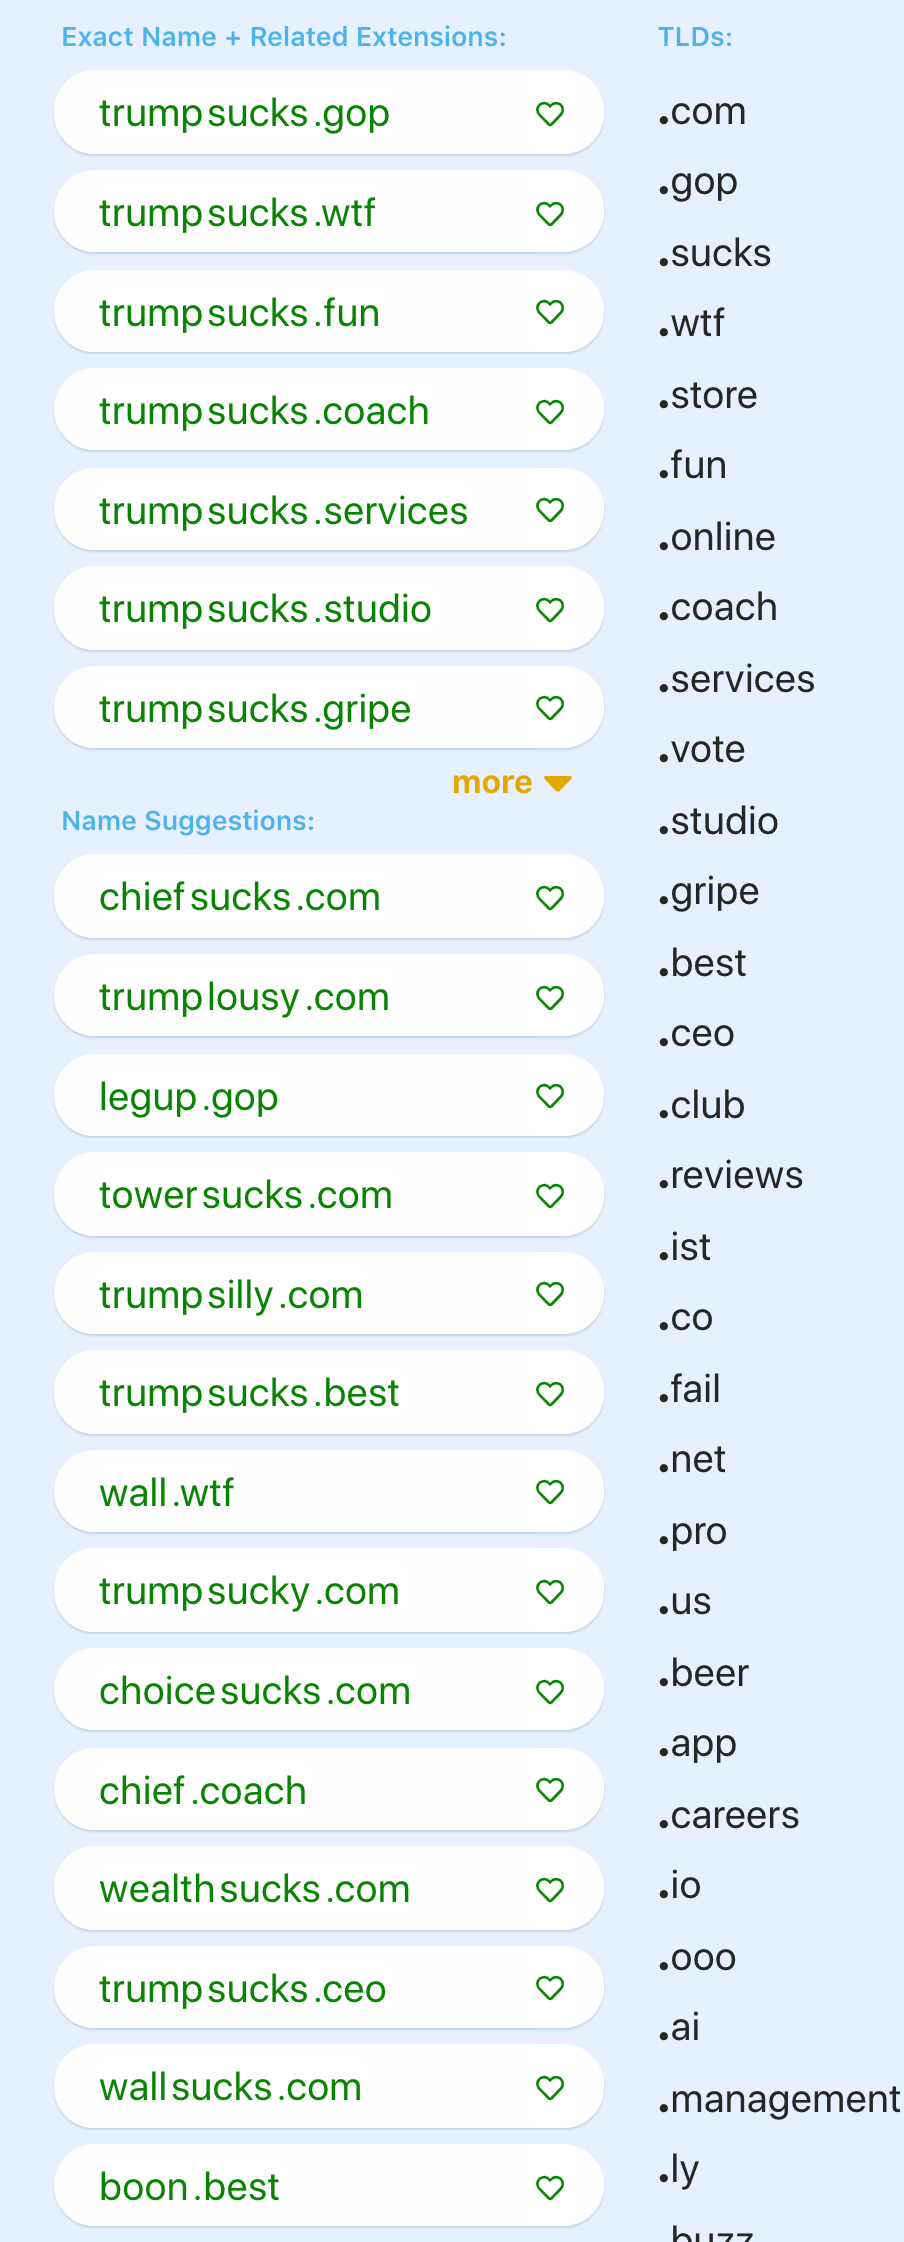 Exact Name + Related Extensions:
trumpsucks.gop
trumpsucks.wtf
trumpsucks.fun
trumpsucks.coach
trumpsucks.services
trumpsucks.studio
trumpsucks.gripe
more
Name Suggestions:
chiefsucks.com
trumplousy.com
legup.gop
towersucks.com
trumpsilly.com
trumpsucks.best
wall.wtf
trumpsucky.com
choicesucks.com
chief.coach
wealthsucks.com
trumpsucks.ceo
wallsucks.com
boon.best
TLDs:
.com
.gop
.sucks
.wtf
.store
.fun
.online
.coach
.services
.vote
.studio
.gripe
.best
.ceo
.club
.reviews
.ist
.co
.fail
.net
.pro
.us
.beer
.app
.careers
.io
.ooo
.ai
.management
.ly
.buzz